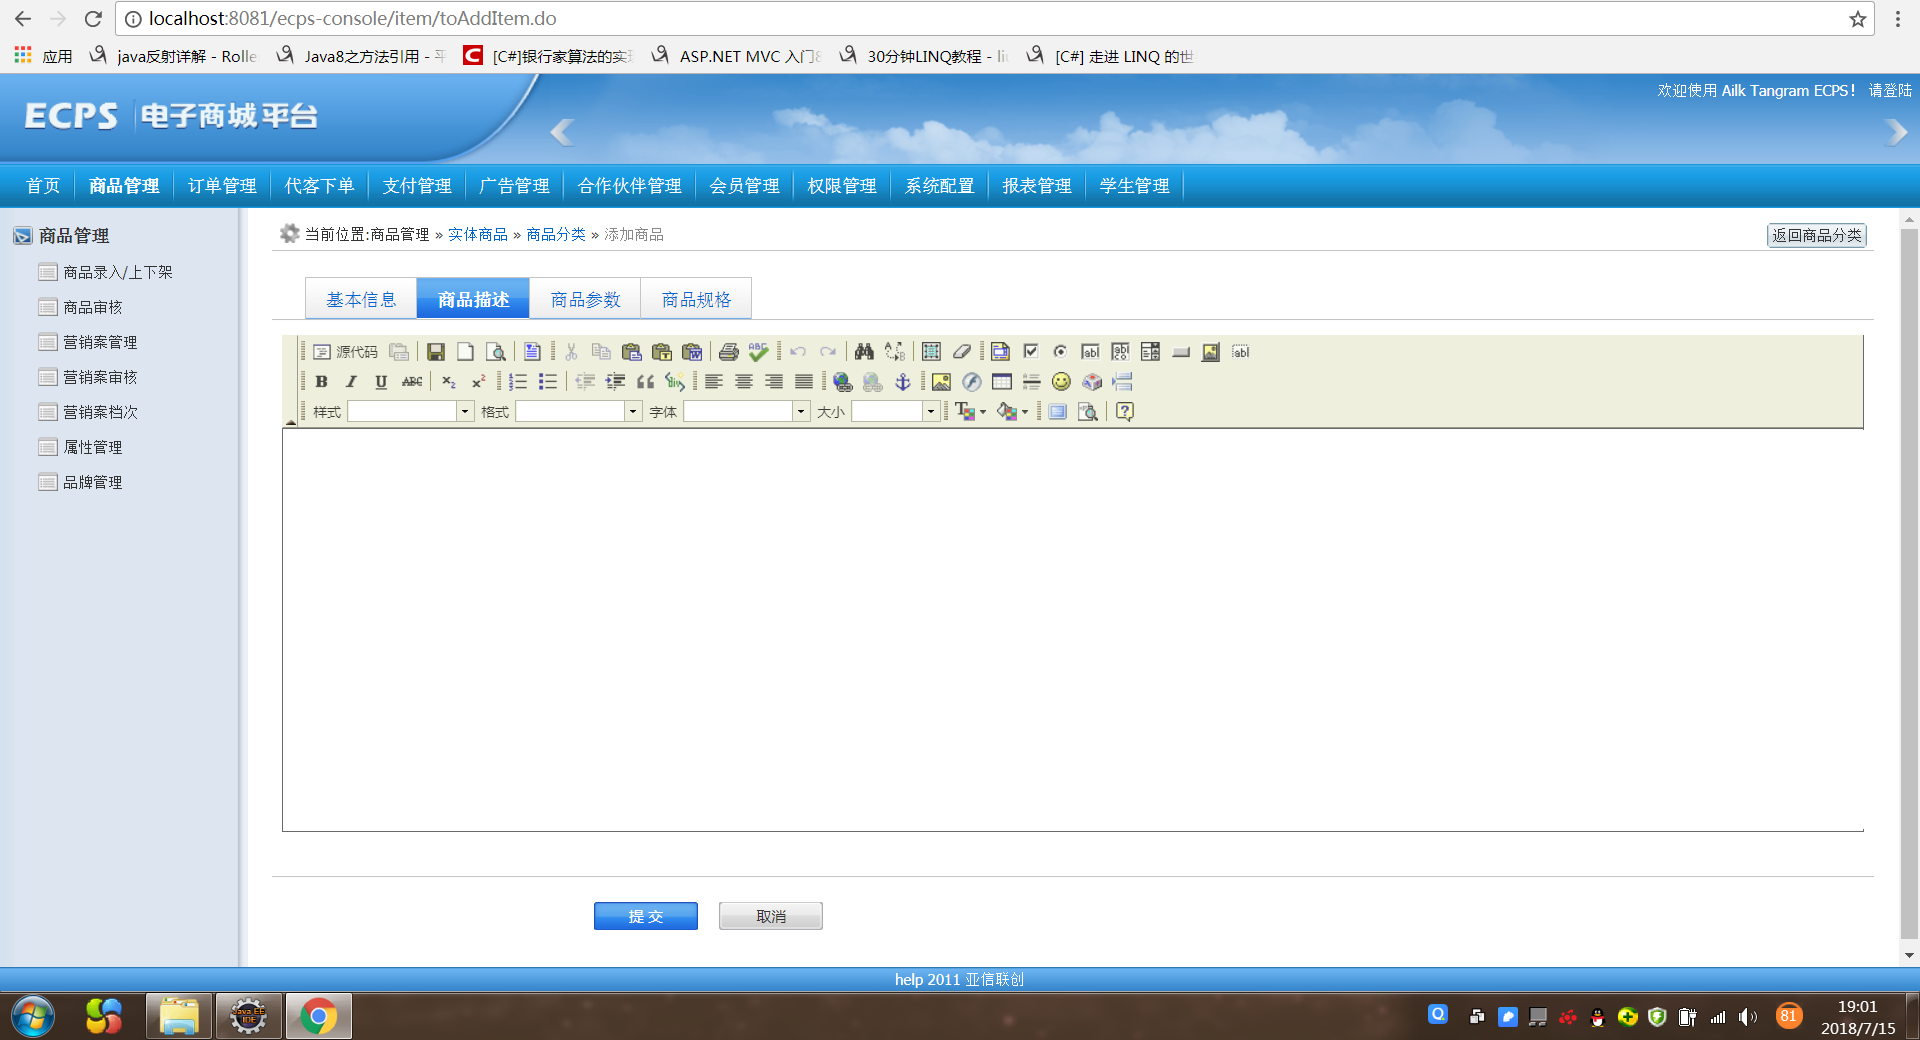 localhost:8081/ecps-console/item/toAddItem.do
应用 java反射详解 - Rolle Java8之方法引用 - [C#]银行家算法的实 ASP.NET MVC 入门 30分钟LINQ教程 - li [C#] 走进 LINQ 的世
ECPS 电子商城平台
欢迎使用 Ailk Tangram ECPS! 请登陆
首页 商品管理 订单管理 代客下单 支付管理 广告管理 合作伙伴管理 会员管理 权限管理 系统配置 报表管理 学生管理
商品管理
商品录入/上下架
商品审核
营销案管理
营销案审核
营销案档次
属性管理
品牌管理
当前位置:商品管理 » 实体商品 » 商品分类 » 添加商品
返回商品分类
基本信息 商品描述 商品参数 商品规格
源代码
B I U ABC
样式 格式 字体 大小
提 交 取消
help 2011 亚信联创
81
19:01
2018/7/15